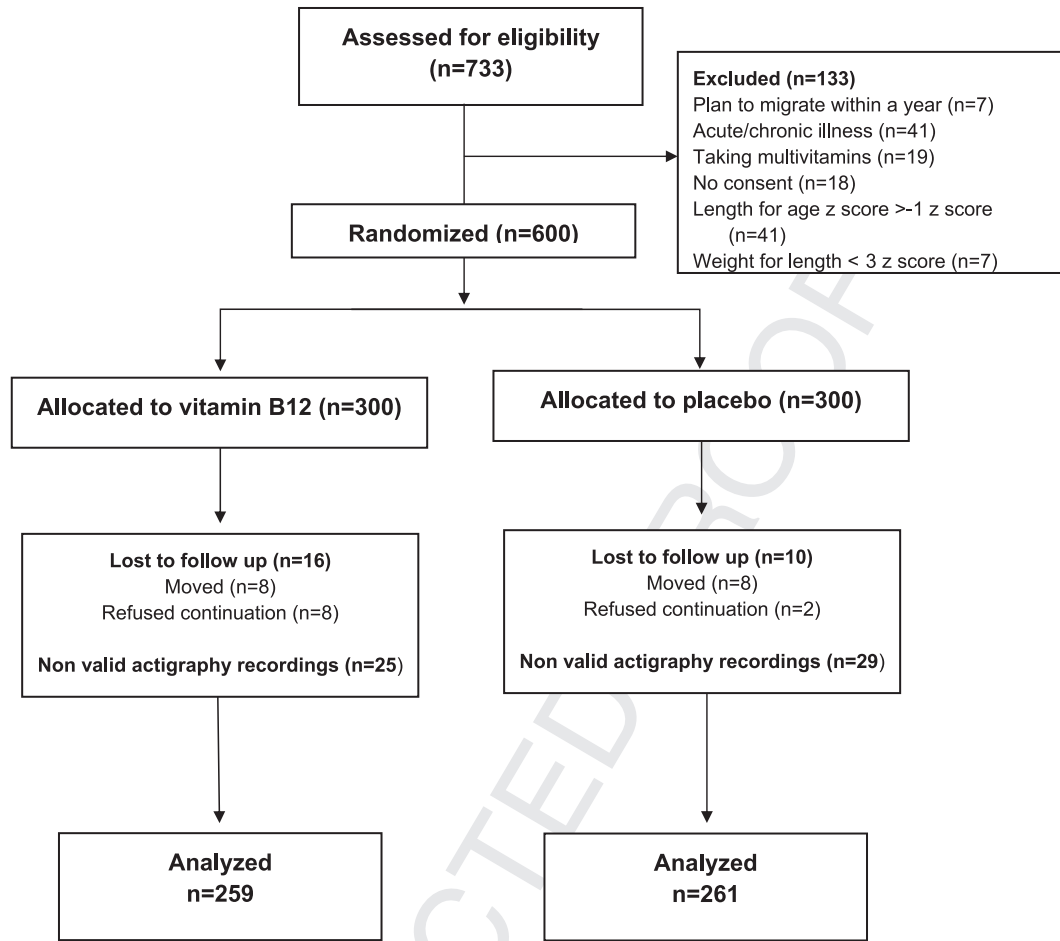 Assessed for eligibility
(n=733)
Excluded (n=133)
Plan to migrate within a year (n=7)
Acute/chronic illness (n=41)
Taking multivitamins (n=19)
No consent (n=18)
Length for age z score >-1 z score
(n=41)
Weight for length < 3 z score (n=7)
Randomized (n=600)
Allocated to vitamin B12 (n=300)
Allocated to placebo (n=300)
Lost to follow up (n=16)
Moved (n=8)
Refused continuation (n=8)
Non valid actigraphy recordings (n=25)
Lost to follow up (n=10)
Moved (n=8)
Refused continuation (n=2)
Non valid actigraphy recordings (n=29)
Analyzed
n=259
Analyzed
n=261
CTED PROOF